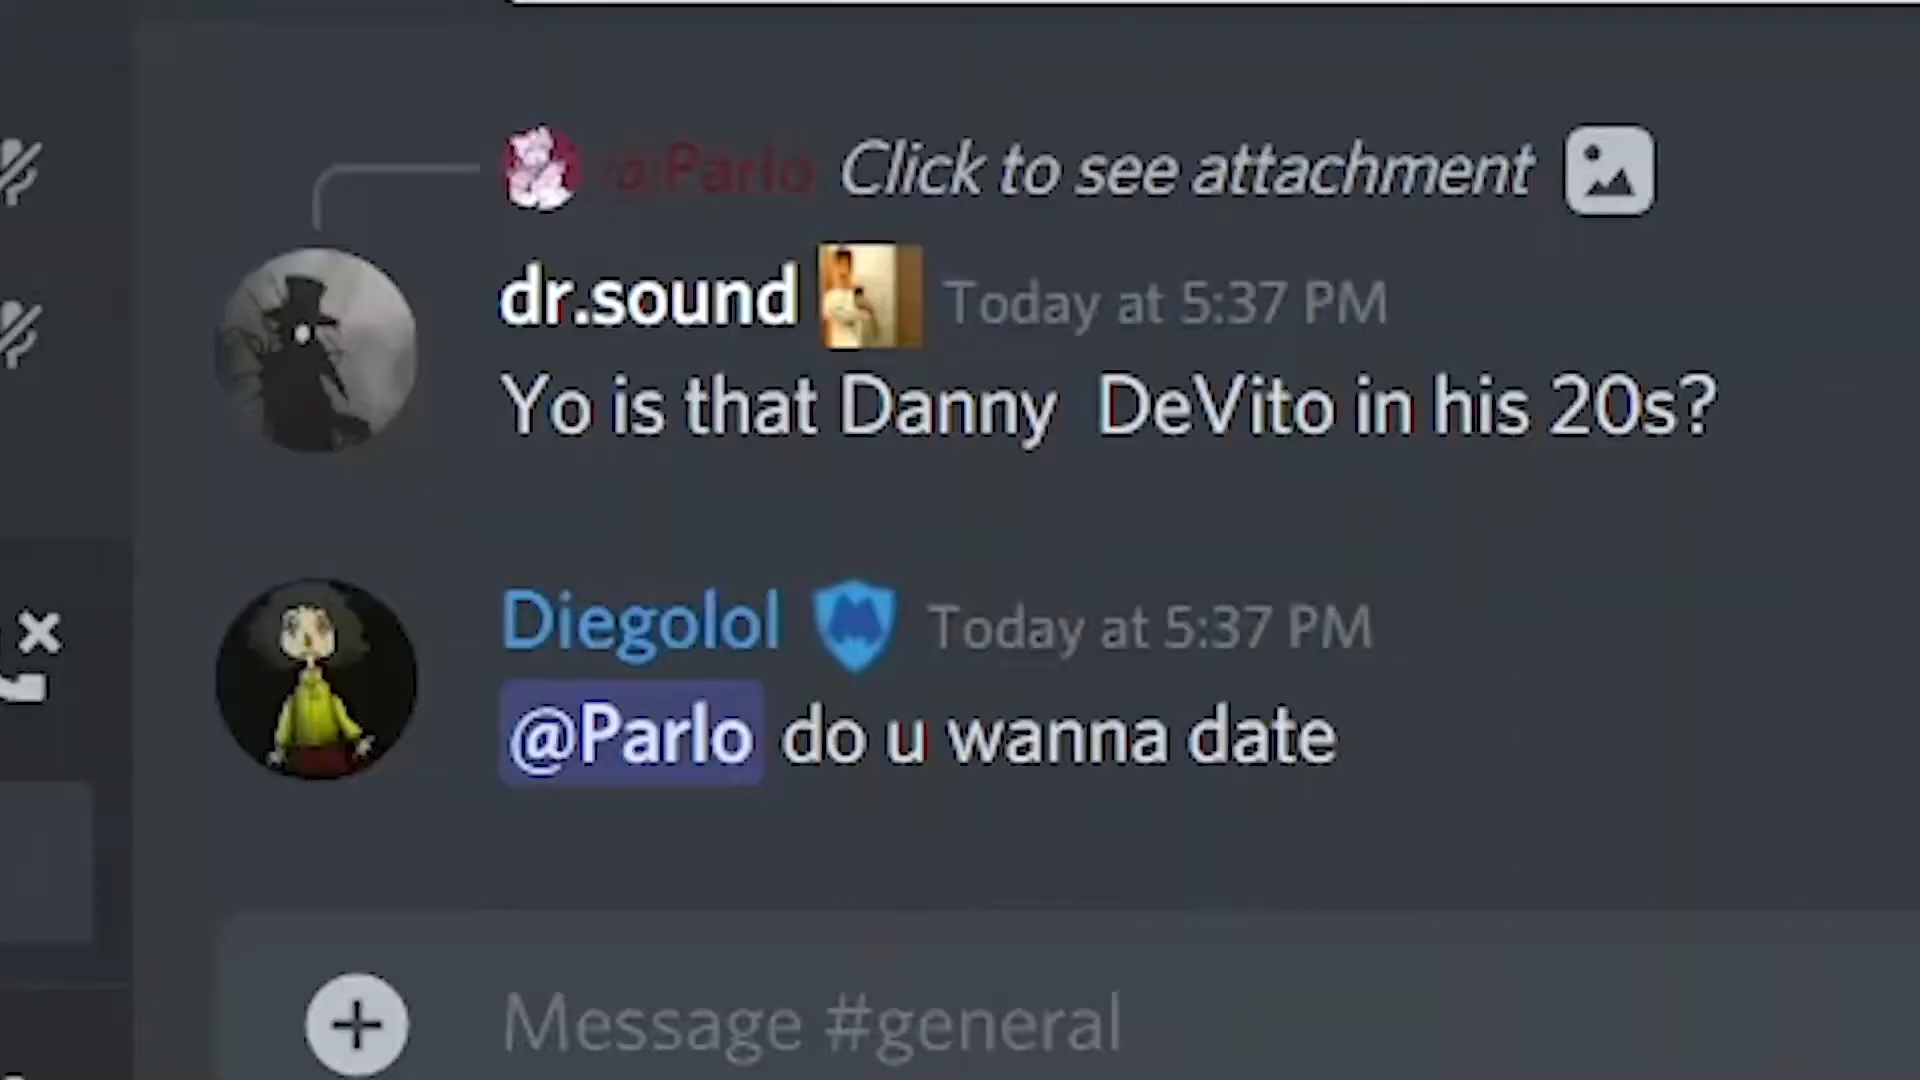 @Parlo Click to see attachment
dr.sound Today at 5:37 PM
Yo is that Danny  DeVito in his 20s?
Diegolol Today at 5:37 PM
@Parlo do u wanna date
Message #general